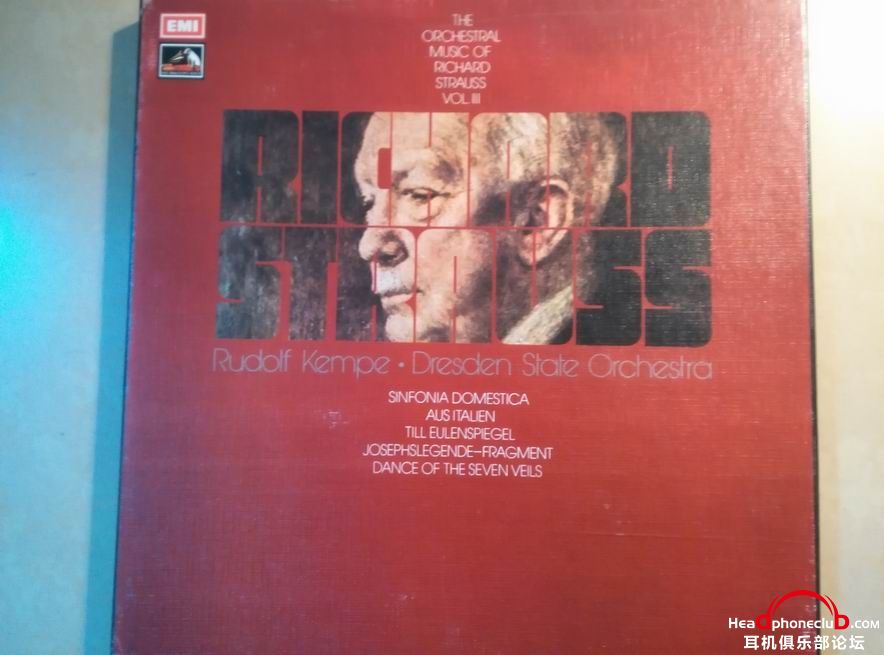 EMI
THE
ORCHESTRAL
MUSIC OF
RICHARD
STRAUSS
VOL. III
RICHARD
STRAUSS
Rudolf Kempe • Dresden State Orchestra
SINFONIA DOMESTICA
AUS ITALIEN
TILL EULENSPIEGEL
JOSEPHSLEGENDE–FRAGMENT
DANCE OF THE SEVEN VEILS
Headphoneclub.com
耳机俱乐部论坛